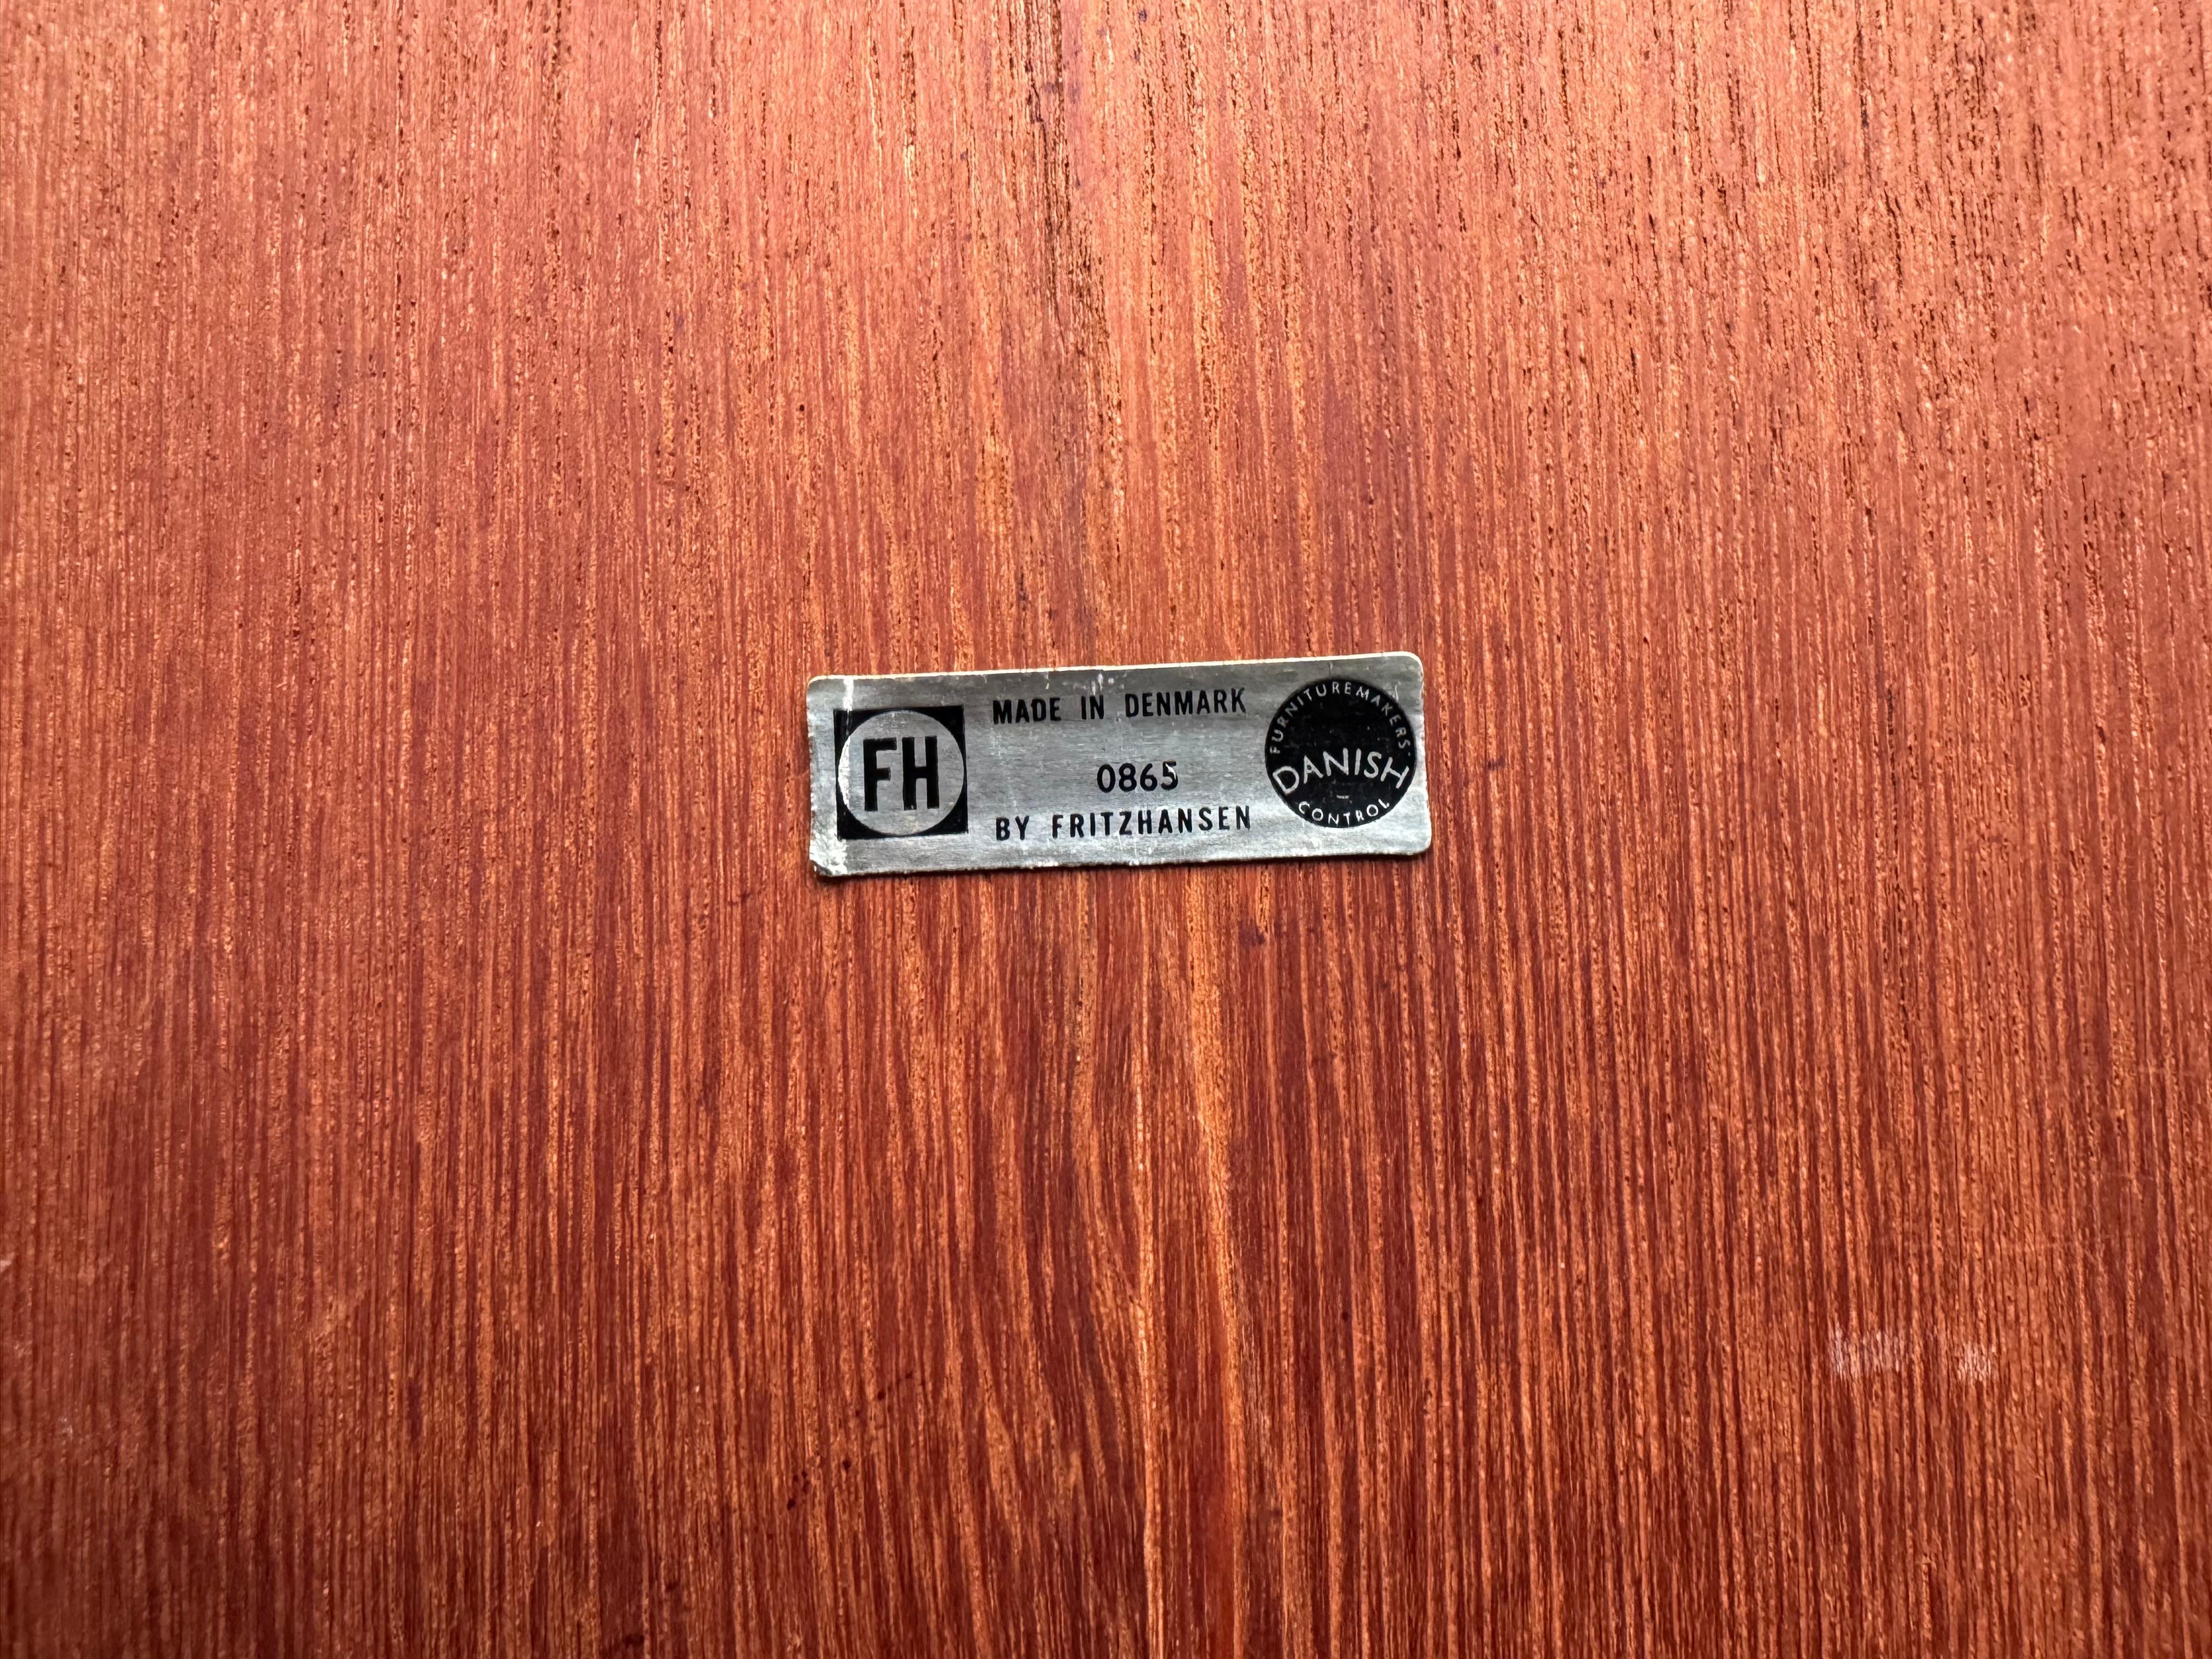 FH
MADE IN DENMARK
0865
BY FRITZHANSEN
FURNITUREMAKERS
DANISH
CONTROL